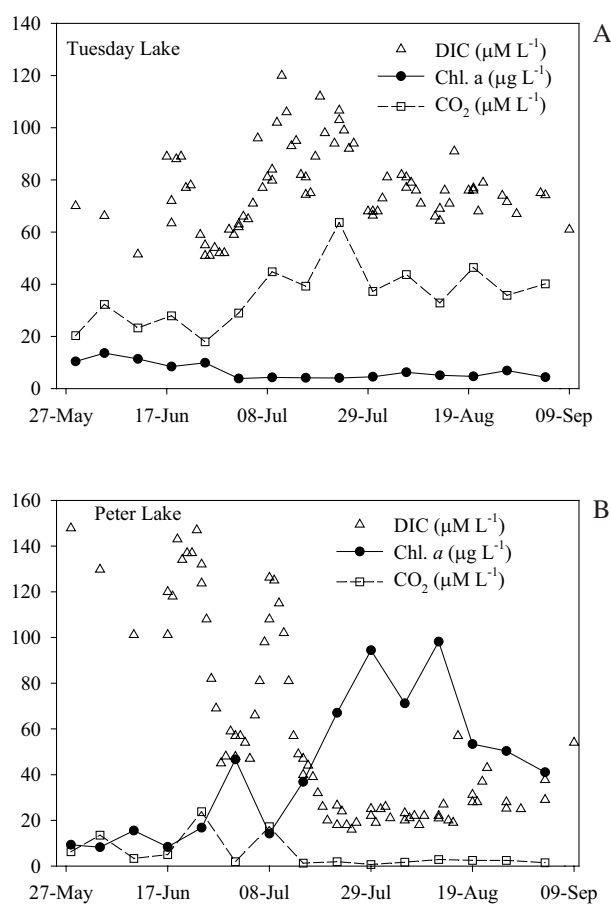 A
Tuesday Lake
DIC (μM L⁻¹)
Chl. a (μg L⁻¹)
CO₂ (μM L⁻¹)
140
120
100
80
60
40
20
0
27-May 17-Jun 08-Jul 29-Jul 19-Aug 09-Sep
B
Peter Lake
DIC (μM L⁻¹)
Chl. a (μg L⁻¹)
CO₂ (μM L⁻¹)
160
140
120
100
80
60
40
20
0
27-May 17-Jun 08-Jul 29-Jul 19-Aug 09-Sep